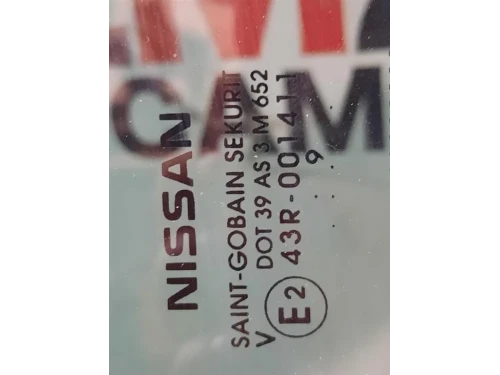 NISSAN
SAINT-GOBAIN SEKURIT
V DOT 39 AS 3 M 652
E2 43R-001411
. . 9 . .
CAM